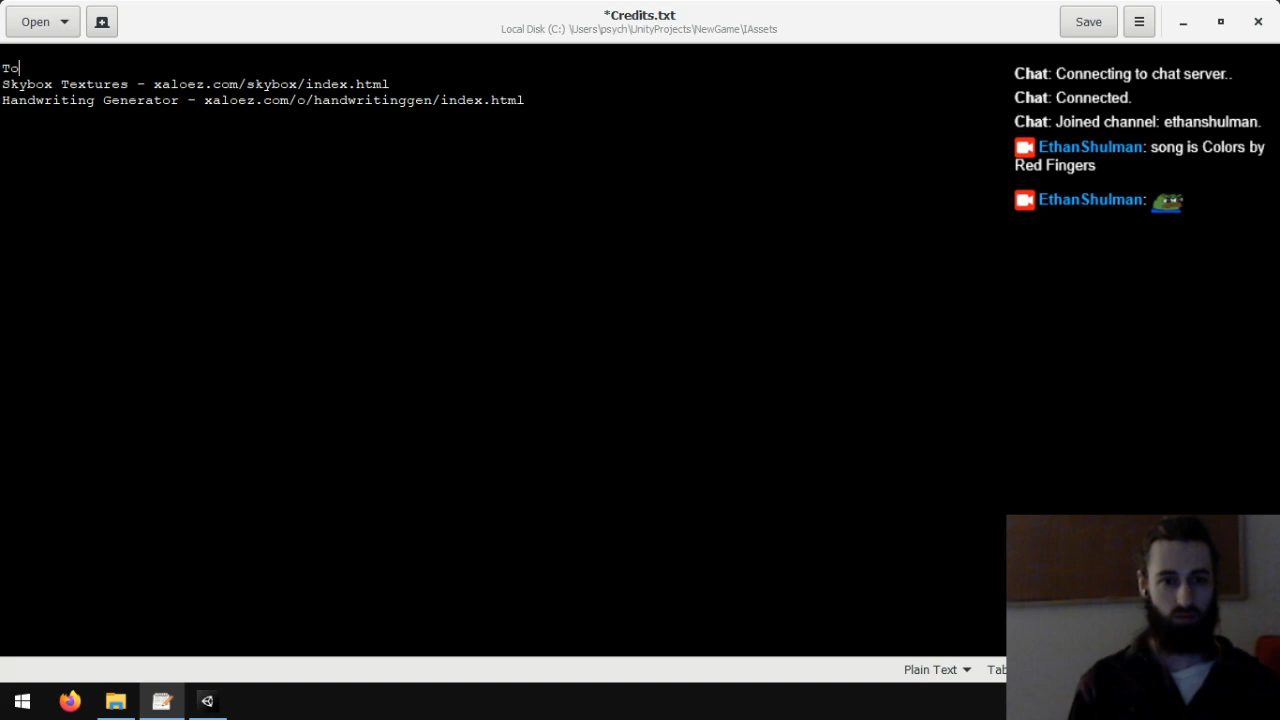 Open
*Credits.txt
Local Disk (C:) \Users\psych\UnityProjects\NewGame\IAssets
Save
To
Skybox Textures - xaloez.com/skybox/index.html
Handwriting Generator - xaloez.com/o/handwritinggen/index.html
Chat: Connecting to chat server..
Chat: Connected.
Chat: Joined channel: ethanshulman.
EthanShulman: song is Colors by
Red Fingers
EthanShulman:
Plain Text
Tab